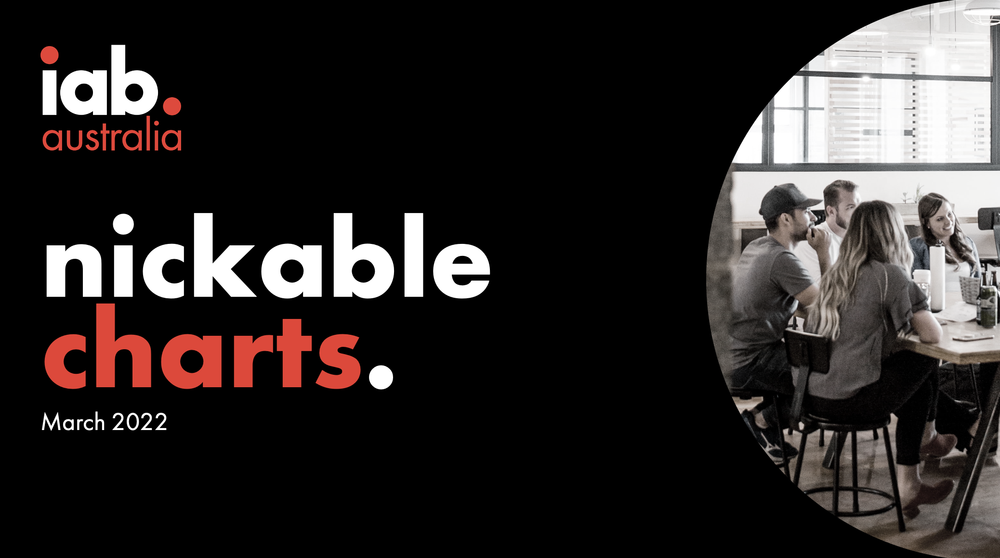 iab.
australia
nickable
charts.
March 2022